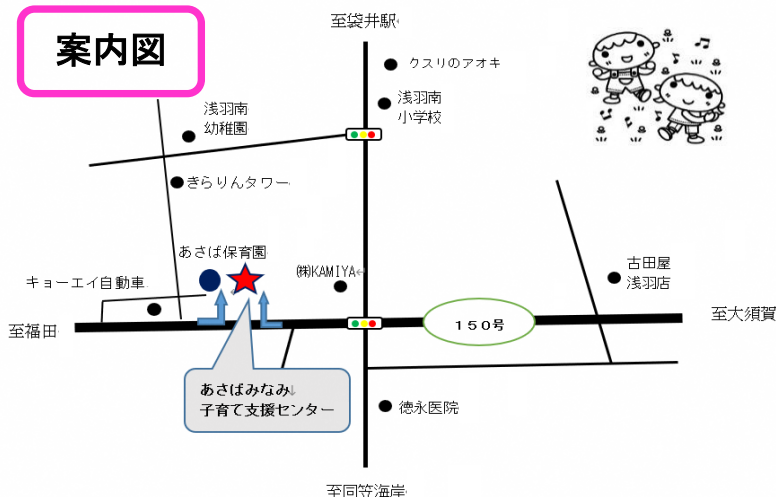 案内図
至袋井駅
クスリのアオキ
浅羽南
小学校
浅羽南
幼稚園
きらりんタワー
あさば保育園
㈱KAMIYA
キョーエイ自動車
古田屋
浅羽店
至大須賀
１５０号
至福田
あさばみなみ
子育て支援センター
徳永医院
至同笠海岸